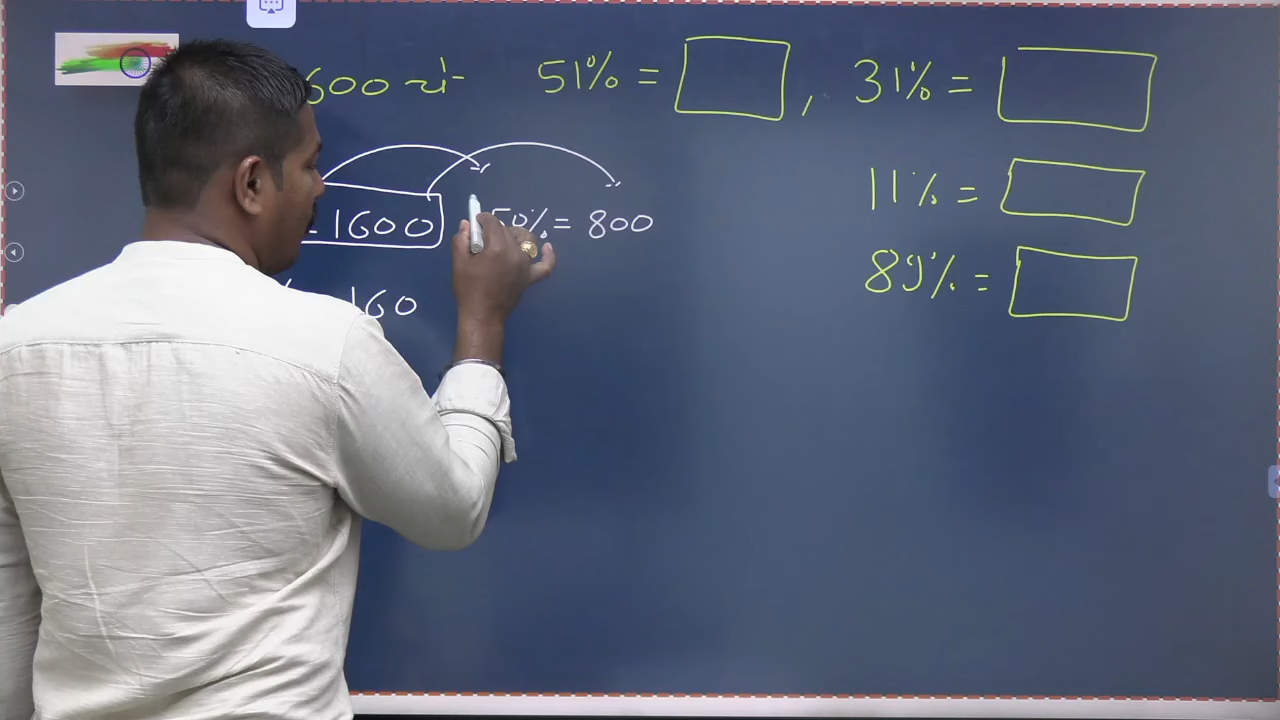 600 चे 51% = , 31% =
1600 50% = 800
11% =
89% =
160